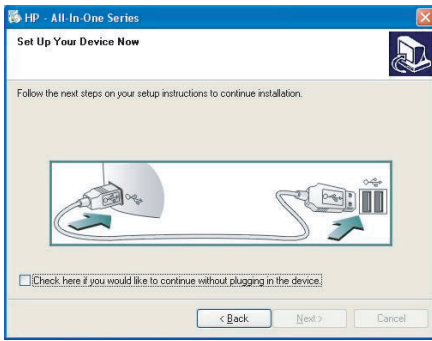 HP - All-In-One Series
Set Up Your Device Now
Follow the next steps on your setup instructions to continue installation.
Check here if you would like to continue without plugging in the device.
< Back Next > Cancel